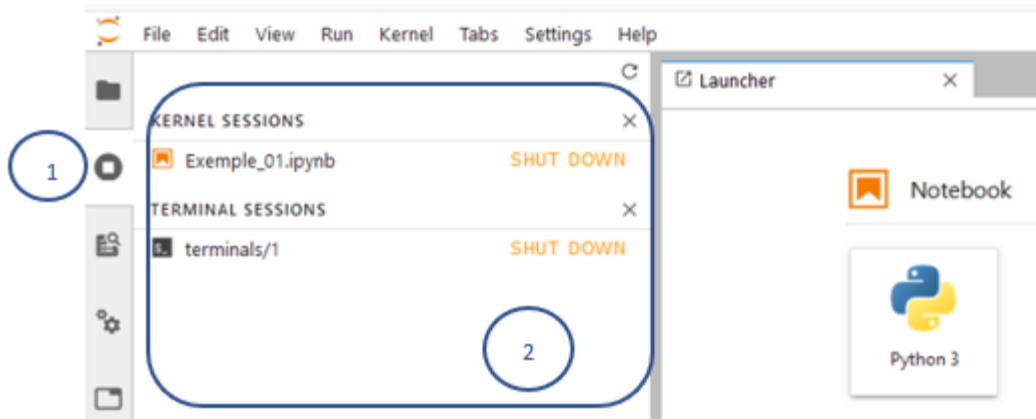 File Edit View Run Kernel Tabs Settings Help
Launcher
KERNEL SESSIONS
Exemple_01.ipynb SHUT DOWN
TERMINAL SESSIONS
$_ terminals/1 SHUT DOWN
1
2
Notebook
Python 3